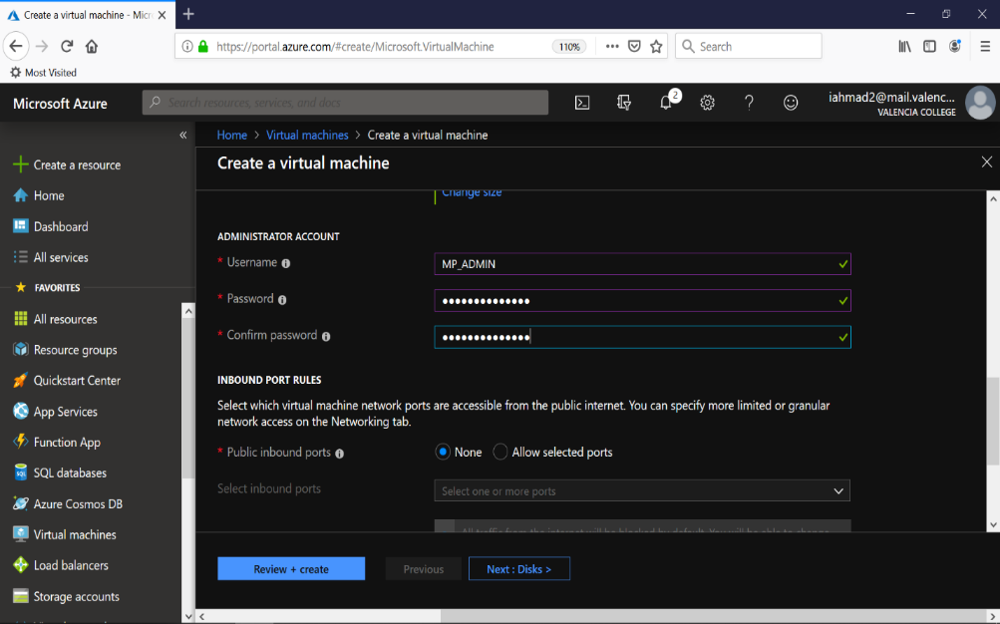 Create a virtual machine - Micr
https://portal.azure.com/#create/Microsoft.VirtualMachine
110%
Search
Most Visited
Microsoft Azure
Search resources, services, and docs
2
iahmad2@mail.valenc...
VALENCIA COLLEGE
Home > Virtual machines > Create a virtual machine
Create a virtual machine
Create a resource
Home
Dashboard
All services
FAVORITES
All resources
Resource groups
Quickstart Center
App Services
Function App
SQL databases
Azure Cosmos DB
Virtual machines
Load balancers
Storage accounts
Change size
ADMINISTRATOR ACCOUNT
* Username
MP_ADMIN
* Password
* Confirm password
INBOUND PORT RULES
Select which virtual machine network ports are accessible from the public internet. You can specify more limited or granular
network access on the Networking tab.
* Public inbound ports
None
Allow selected ports
Select inbound ports
Select one or more ports
All traffic from the internet will be blocked by default. You will be able to change
Review + create
Previous
Next : Disks >